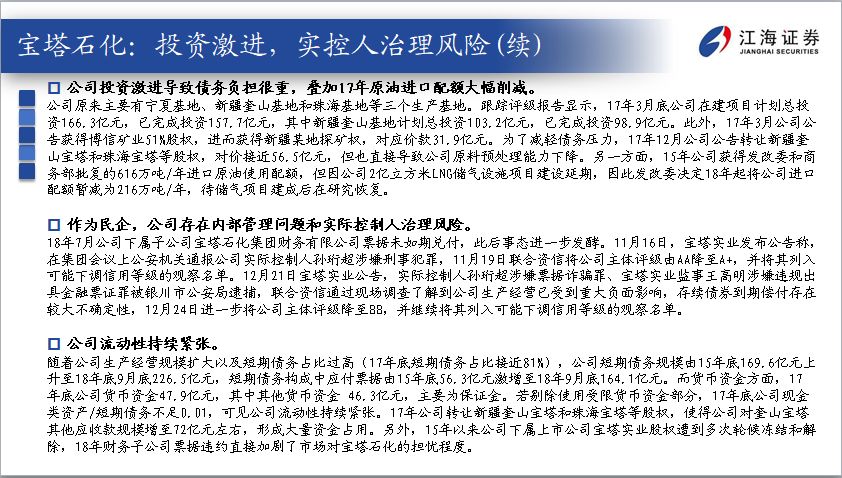 宝塔石化：投资激进，实控人治理风险(续)
江海证券
JIANGHAI SECURITIES
公司投资激进导致债务负担很重，叠加17年原油进口配额大幅削减。
公司原来主要有宁夏基地、新疆奎山基地和珠海基地等三个生产基地。跟踪评级报告显示，17年3月底公司在建项目计划总投
资166.3亿元，已完成投资157.7亿元，其中新疆奎山基地计划总投资103.2亿元，已完成投资98.9亿元。此外，17年3月公司公
告获得博信矿业51%股权，进而获得新疆某地探矿权，对应价款31.9亿元。为了减轻债务压力，17年12月公司公告转让新疆奎
山宝塔和珠海宝塔等股权，对价接近56.5亿元，但也直接导致公司原料预处理能力下降。另一方面，15年公司获得发改委和商
务部批复的616万吨/年进口原油使用配额，但因公司2亿立方米LNG储气设施项目建设延期，因此发改委决定18年起将公司进口
配额暂减为216万吨/年，待储气项目建成后在研究恢复。
作为民企，公司存在内部管理问题和实际控制人治理风险。
18年7月公司下属子公司宝塔石化集团财务有限公司票据未如期兑付，此后事态进一步发酵。11月16日，宝塔实业发布公告称，
在集团会议上公安机关通报公司实际控制人孙珩超涉嫌刑事犯罪，11月19日联合资信将公司主体评级由AA降至A+，并将其列入
可能下调信用等级的观察名单。12月21日宝塔实业公告，实际控制人孙珩超涉嫌票据诈骗罪、宝塔实业监事王高明涉嫌违规出
具金融票证罪被银川市公安局逮捕，联合资信通过现场调查了解到公司生产经营已受到重大负面影响，存续债券到期偿付存在
较大不确定性，12月24日进一步将公司主体评级降至BB，并继续将其列入可能下调信用等级的观察名单。
公司流动性持续紧张。
随着公司生产经营规模扩大以及短期债务占比过高（17年底短期债务占比接近81%），公司短期债务规模由15年底169.6亿元上
升至18年底9月底226.5亿元，短期债务构成中应付票据由15年底56.3亿元激增至18年9月底164.1亿元。而货币资金方面，17
年底公司货币资金47.9亿元，其中其他货币资金 46.3亿元，主要为保证金。若剔除使用受限货币资金部分，17年底公司现金
类资产/短期债务不足0.01，可见公司流动性持续紧张。17年公司转让新疆奎山宝塔和珠海宝塔等股权，使得公司对奎山宝塔
其他应收款规模增至72亿元左右，形成大量资金占用。另外，15年以来公司下属上市公司宝塔实业股权遭到多次轮候冻结和解
除，18年财务子公司票据违约直接加剧了市场对宝塔石化的担忧程度。